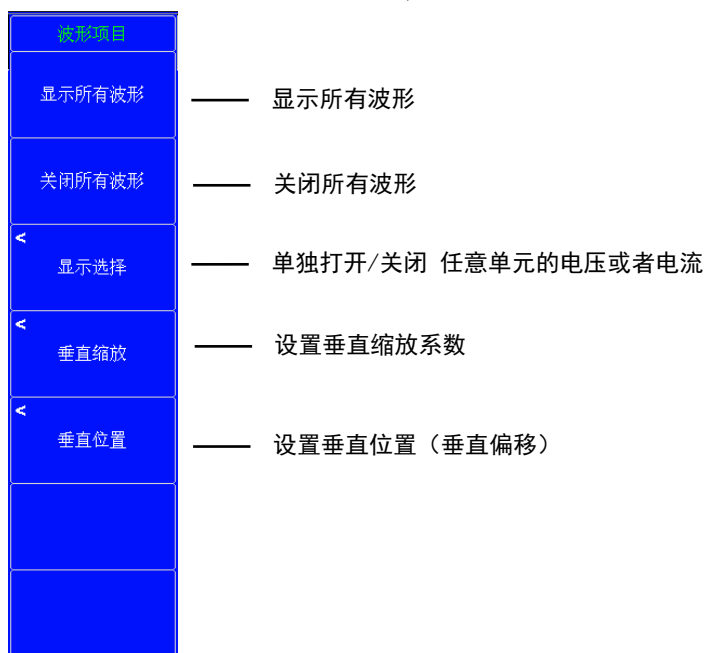 波形项目
显示所有波形 显示所有波形
关闭所有波形 关闭所有波形
<
显示选择 单独打开/关闭 任意单元的电压或者电流
<
垂直缩放 设置垂直缩放系数
<
垂直位置 设置垂直位置（垂直偏移）